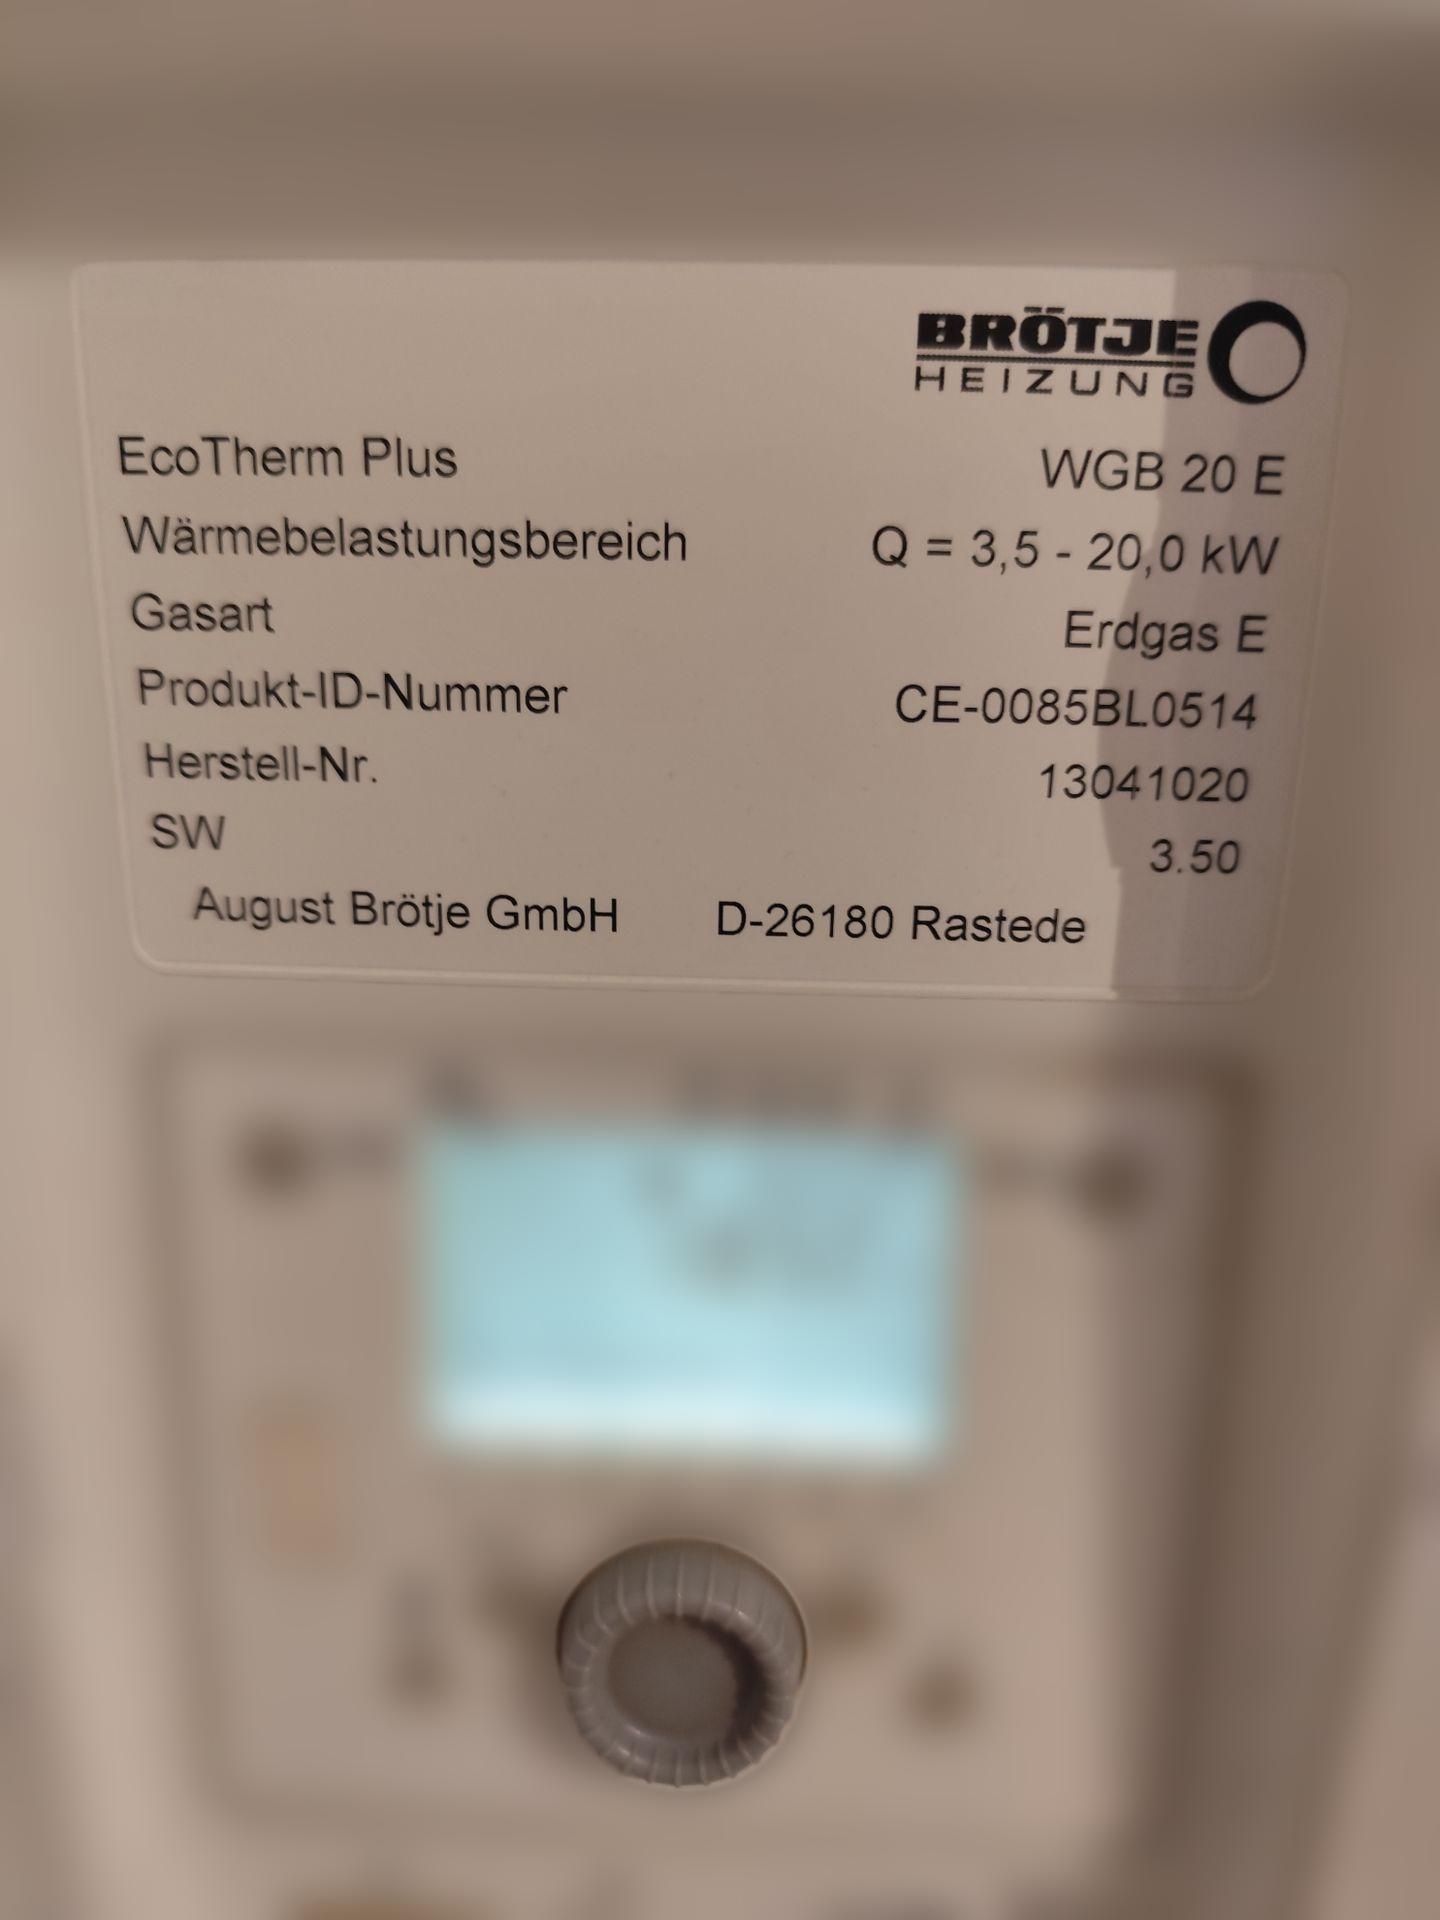 BRÖTJE
HEIZUNG
EcoTherm Plus WGB 20 E
Wärmebelastungsbereich Q = 3,5 - 20,0 kW
Gasart Erdgas E
Produkt-ID-Nummer CE-0085BL0514
Herstell-Nr. 13041020
SW 3.50
August Brötje GmbH D-26180 Rastede